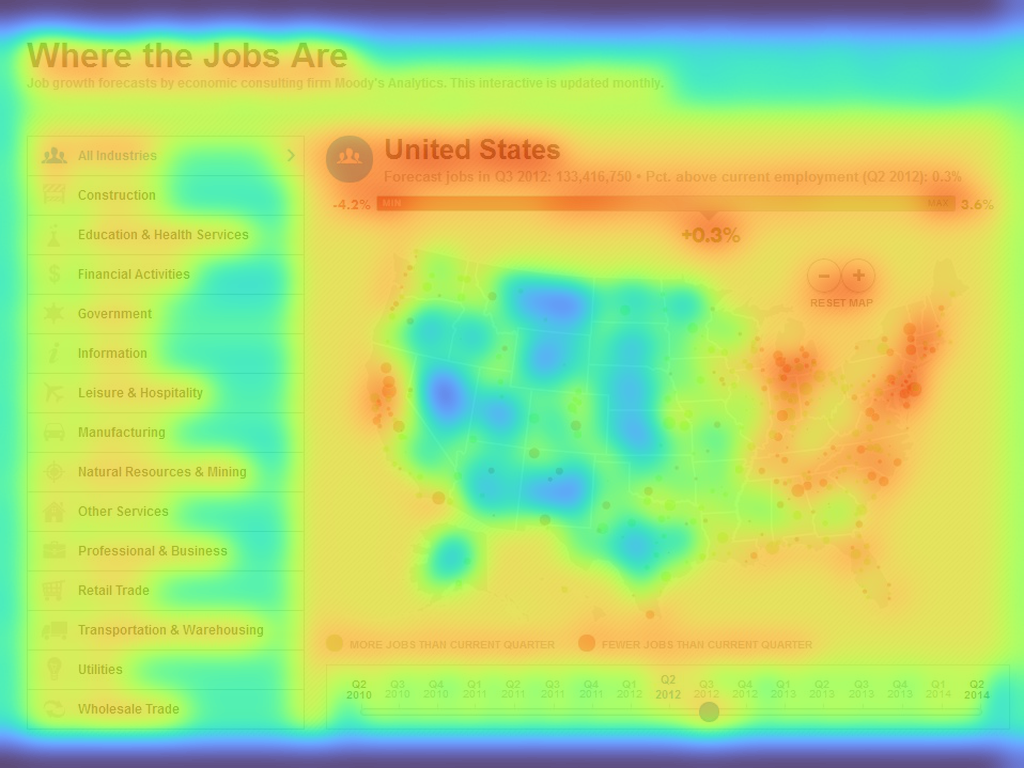 Where the Jobs Are
Job growth forecasts by economic consulting firm Moody's Analytics. This interactive is updated monthly.
All Industries
Construction
Education & Health Services
Financial Activities
Government
Information
Leisure & Hospitality
Manufacturing
Natural Resources & Mining
Other Services
Professional & Business
Retail Trade
Transportation & Warehousing
Utilities
Wholesale Trade
United States
Forecast jobs in Q3 2012: 133,416,750 • Pct. above current employment (Q2 2012): 0.3%
-4.2% MIN MAX 3.6%
+0.3%
− +
RESET MAP
MORE JOBS THAN CURRENT QUARTER FEWER JOBS THAN CURRENT QUARTER
Q2 Q3 Q4 Q1 Q2 Q3 Q4 Q1 Q2 Q3 Q4 Q1 Q2 Q3 Q4 Q1 Q2
2010 2010 2010 2011 2011 2011 2011 2012 2012 2012 2012 2013 2013 2013 2013 2014 2014